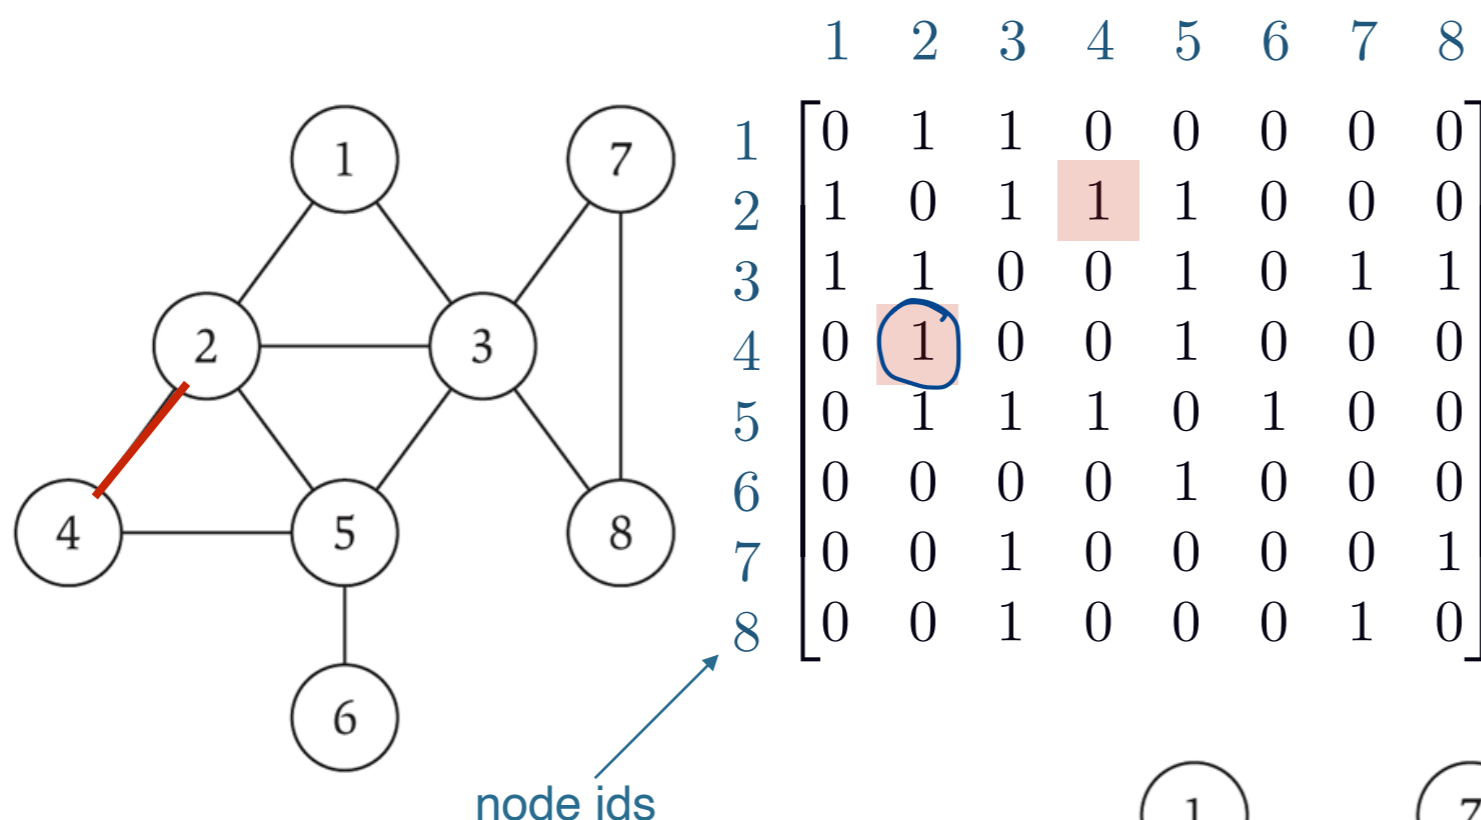 1 2 3 4 5 6 7 8
1 0 1 1 0 0 0 0 0
2 1 0 1 1 1 0 0 0
3 1 1 0 0 1 0 1 1
4 0 1 0 0 1 0 0 0
5 0 1 1 1 0 1 0 0
6 0 0 0 0 1 0 0 0
7 0 0 1 0 0 0 0 1
8 0 0 1 0 0 0 1 0
1 7
2 3
4 5 8
6
node ids
1 7